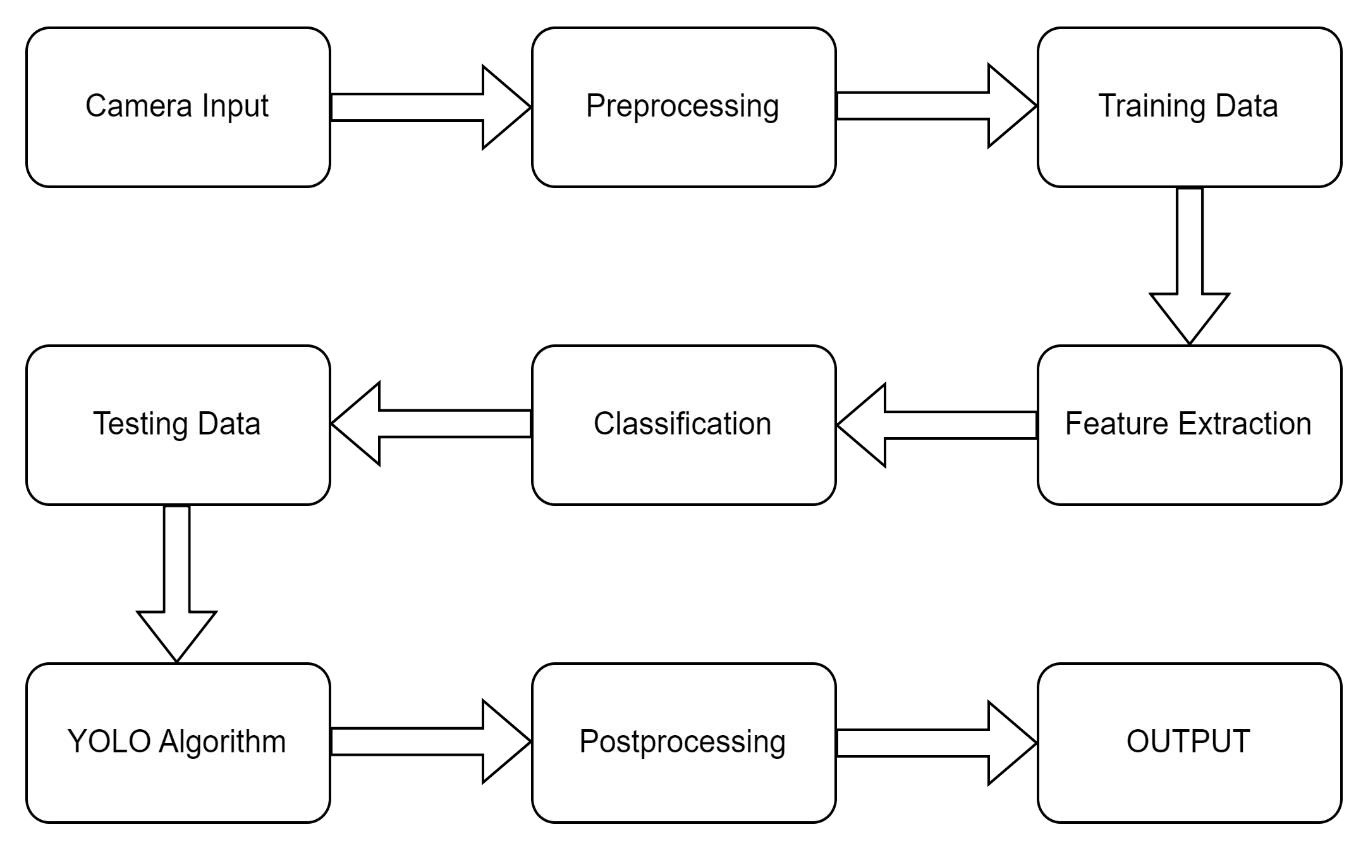 Camera Input
Preprocessing
Training Data
Feature Extraction
Classification
Testing Data
YOLO Algorithm
Postprocessing
OUTPUT